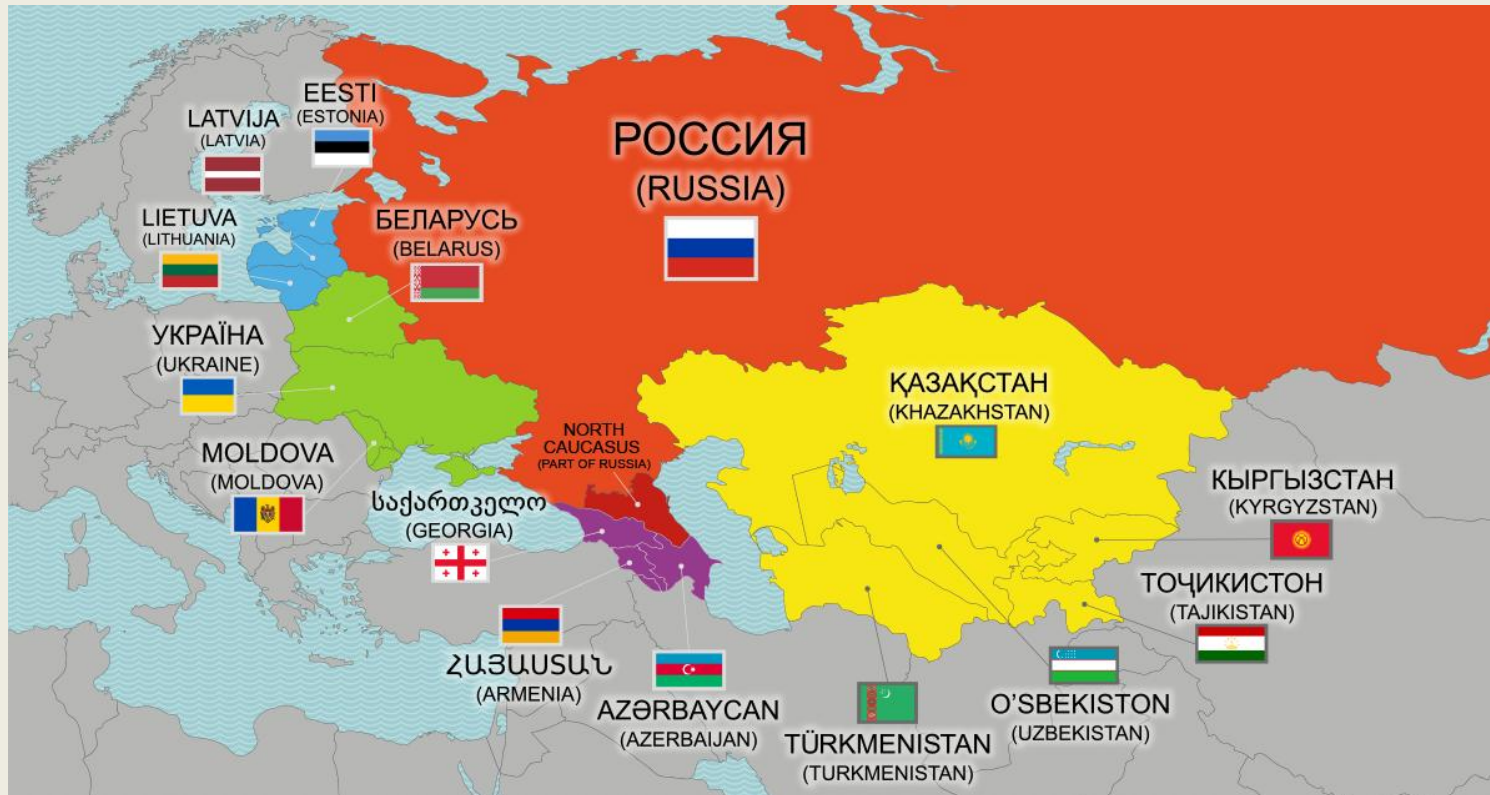 EESTI
(ESTONIA)
LATVIJA
(LATVIA)
РОССИЯ
(RUSSIA)
LIETUVA
(LITHUANIA)
БЕЛАРУСЬ
(BELARUS)
УКРАЇНА
(UKRAINE)
ҚАЗАҚСТАН
(KHAZAKHSTAN)
NORTH
CAUCASUS
(PART OF RUSSIA)
MOLDOVA
(MOLDOVA)
საქართველო
(GEORGIA)
КЫРГЫЗСТАН
(KYRGYZSTAN)
ТОҶИКИСТОН
(TAJIKISTAN)
ՀԱՅԱՍՏԱՆ
(ARMENIA)
AZƏRBAYCAN
(AZERBAIJAN)
TÜRKMENISTAN
(TURKMENISTAN)
O’SBEKISTON
(UZBEKISTAN)